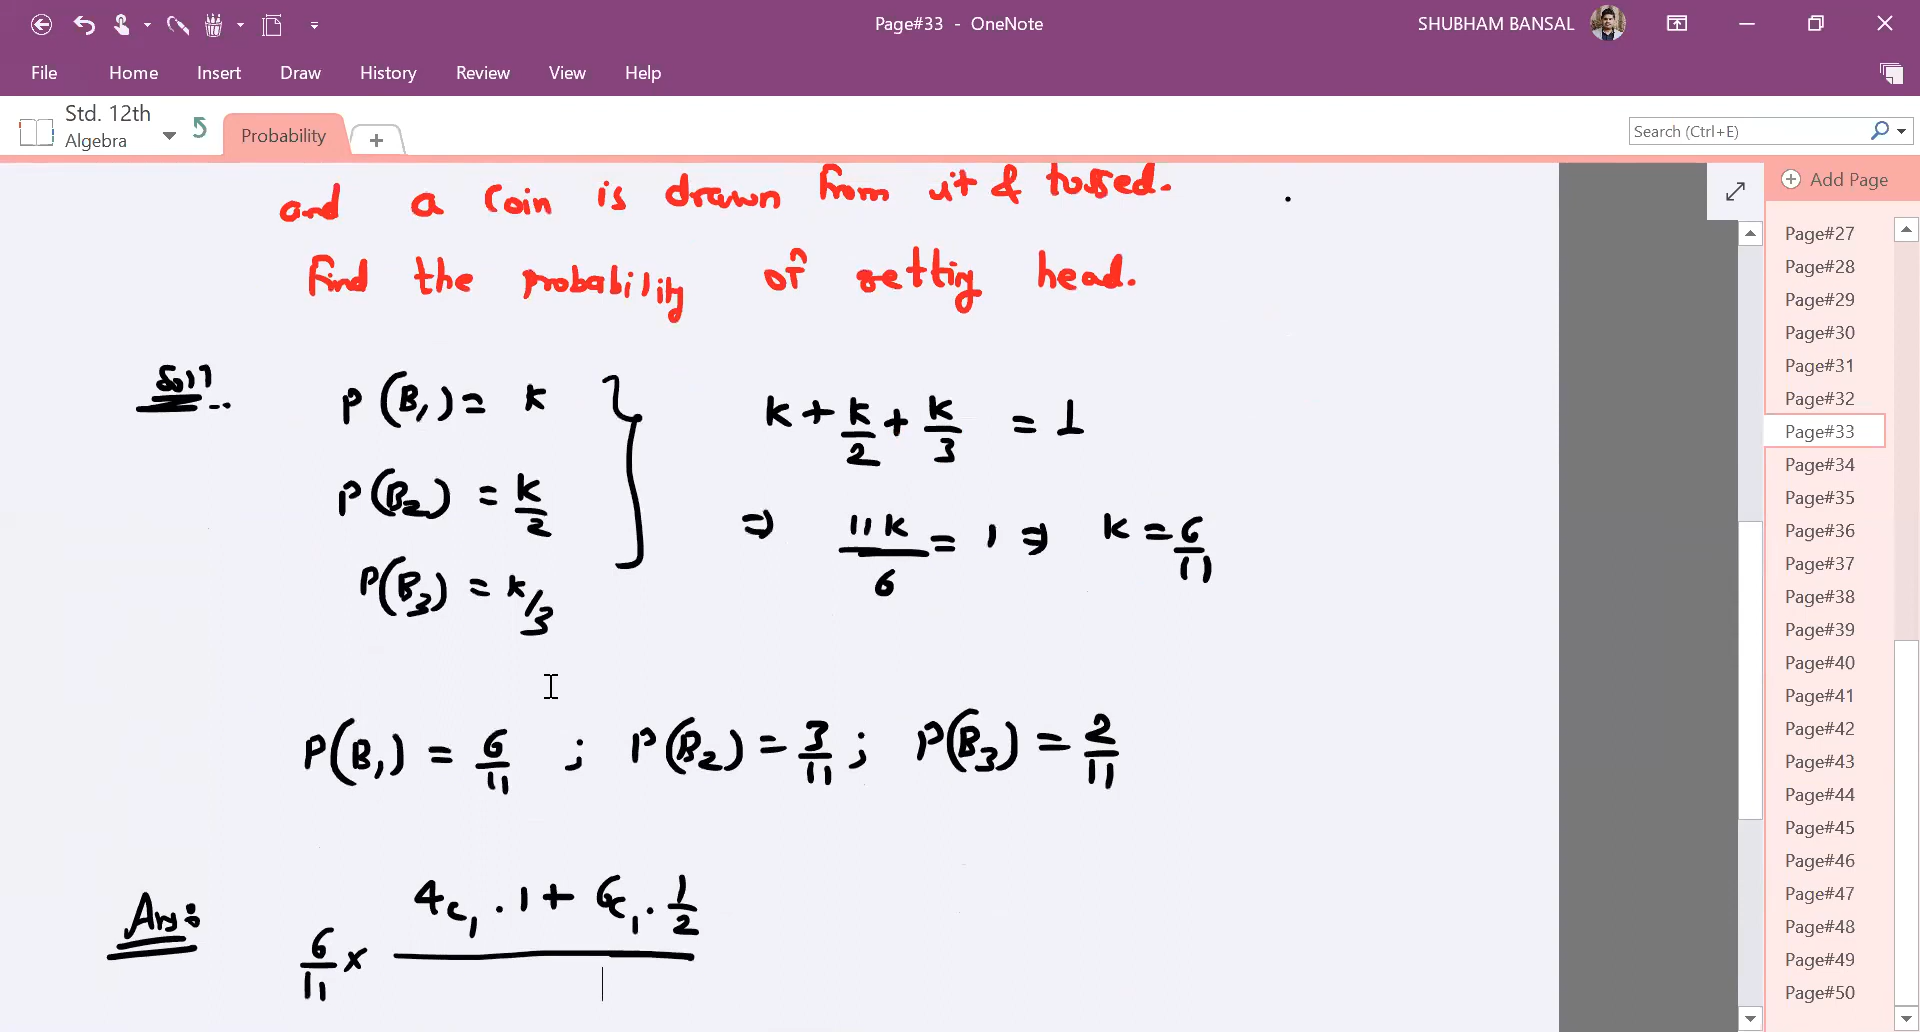 Page#33 - OneNote
SHUBHAM BANSAL
File Home Insert Draw History Review View Help
Std. 12th
Algebra
Probability
+
Search (Ctrl+E)
Add Page
and a coin is drawn from it & tossed.
Find the probability of getting head.
Sol?
P(B₁) = K
P(B₂) = K/2
P(B₃) = K/3
K + K/2 + K/3 = 1
⇒ 11K/6 = 1 ⇒ K = 6/11
P(B₁) = 6/11 ; P(B₂) = 3/11 ; P(B₃) = 2/11
Ans:
6/11 × (4c₁ · 1 + 6c₁ · 1/2)/
Page#27
Page#28
Page#29
Page#30
Page#31
Page#32
Page#33
Page#34
Page#35
Page#36
Page#37
Page#38
Page#39
Page#40
Page#41
Page#42
Page#43
Page#44
Page#45
Page#46
Page#47
Page#48
Page#49
Page#50